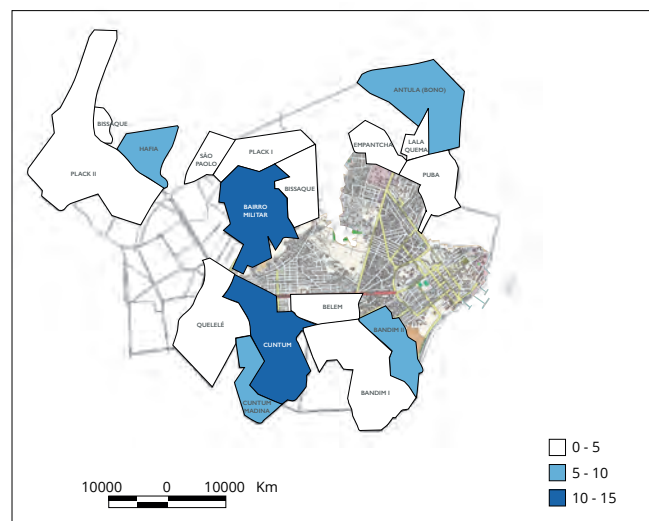 ANTULA (BONO)
BISSAQUE
HAFIA
SÃO
PAOLO
PLACK I
EMPANTCHA
LALA
QUEMA
PLACK II
BISSAQUE
PUBA
BAIRRO
MILITAR
BELEM
QUELELÉ
CUNTUM
BANDIM II
CUNTUM
MADINA
BANDIM I
0 - 5
5 - 10
10 - 15
10000 0 10000 Km